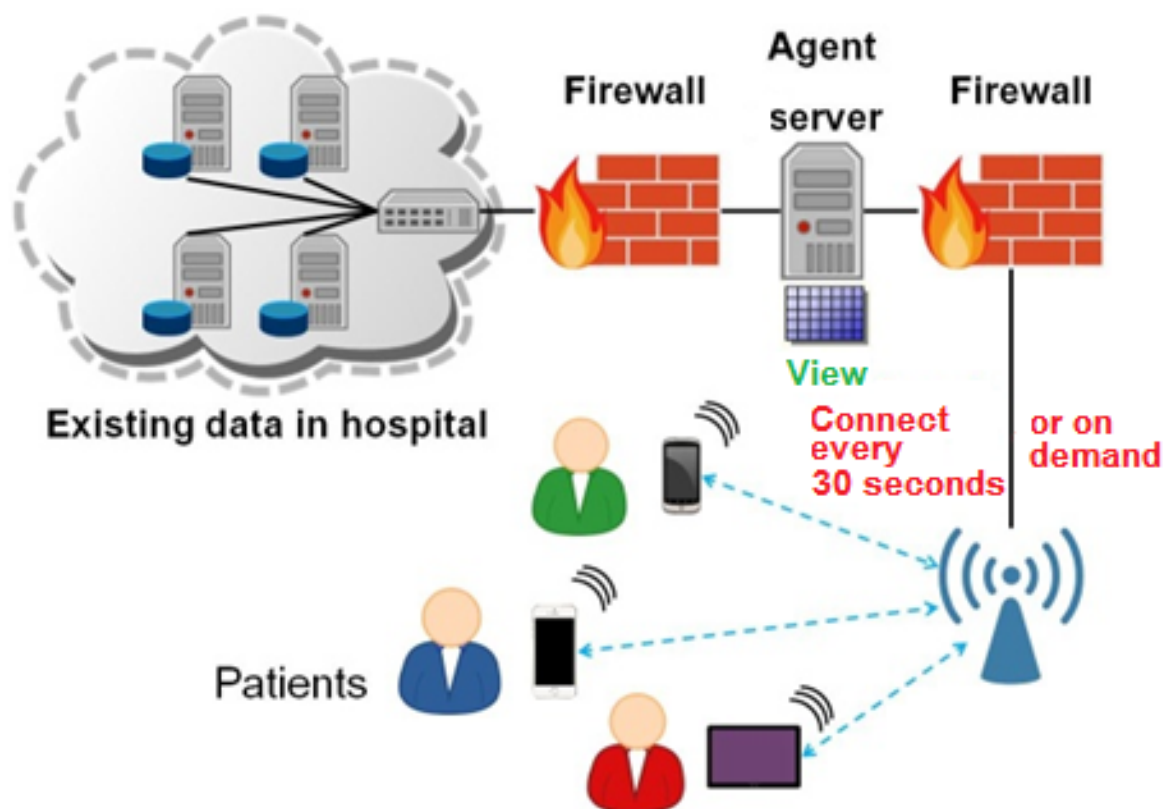 Firewall
Agent
server
Firewall
Existing data in hospital
View
Connect
every
30 seconds
or on
demand
Patients